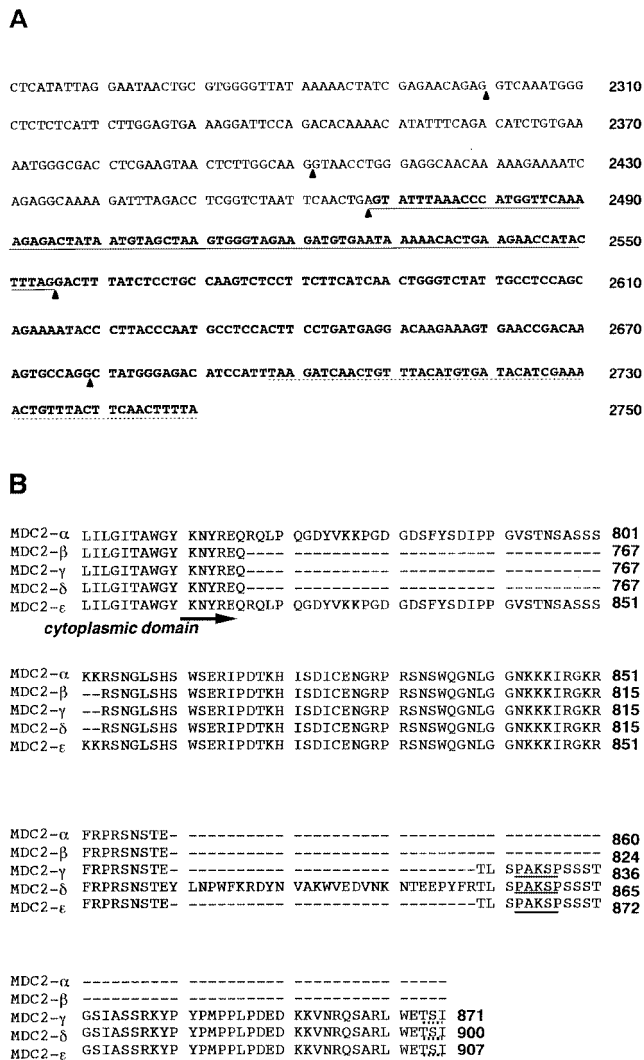 A
CTCATATTAG GAATAACTGC GTGGGGTTAT AAAAACTATC GAGAACAGAG GTCAAATGGG 2310
CTCTCTCATT CTTGGAGTGA AAGGATTCCA GACACAAAAC ATATTTCAGA CATCTGTGAA 2370
AATGGGCGAC CTCGAAGTAA CTCTTGGCAA GGTAACCTGG GAGGCAACAA AAAGAAAATC 2430
AGAGGCAAAA GATTTAGACC TCGGTCTAAT TCAACTGAGT ATTTAAACCC ATGGTTCAAA 2490
AGAGACTATA ATGTAGCTAA GTGGGTAGAA GATGTGAATA AAAACACTGA AGAACCATAC 2550
TTTAGGACTT TATCTCCTGC CAAGTCTCCT TCTTCATCAA CTGGGTCTAT TGCCTCCAGC 2610
AGAAAATACC CTTACCCAAT GCCTCCACTT CCTGATGAGG ACAAGAAAGT GAACCGACAA 2670
AGTGCCAGGC TATGGGAGAC ATCCATTTAA GATCAACTGT TTACATGTGA TACATCGAAA 2730
ACTGTTTACT TCAACTTTTA 2750
B
MDC2-α LILGITAWGY KNYREQRQLP QGDYVKKPGD GDSFYSDIPP GVSTNSASSS 801
MDC2-β LILGITAWGY KNYREQ---- ---------- ---------- ---------- 767
MDC2-γ LILGITAWGY KNYREQ---- ---------- ---------- ---------- 767
MDC2-δ LILGITAWGY KNYREQ---- ---------- ---------- ---------- 767
MDC2-ε LILGITAWGY KNYREQRQLP QGDYVKKPGD GDSFYSDIPP GVSTNSASSS 851
cytoplasmic domain
MDC2-α KKRSNGLSHS WSERIPDTKH ISDICENGRP RSNSWQGNLG GNKKKIRGKR 851
MDC2-β --RSNGLSHS WSERIPDTKH ISDICENGRP RSNSWQGNLG GNKKKIRGKR 815
MDC2-γ --RSNGLSHS WSERIPDTKH ISDICENGRP RSNSWQGNLG GNKKKIRGKR 815
MDC2-δ --RSNGLSHS WSERIPDTKH ISDICENGRP RSNSWQGNLG GNKKKIRGKR 815
MDC2-ε KKRSNGLSHS WSERIPDTKH ISDICENGRP RSNSWQGNLG GNKKKIRGKR 851
MDC2-α FRPRSNSTE- ---------- ---------- ---------- ---------- 860
MDC2-β FRPRSNSTE- ---------- ---------- ---------- ---------- 824
MDC2-γ FRPRSNSTE- ---------- ---------- -------TL SPAKSPSSST 836
MDC2-δ FRPRSNSTEY LNPWFKRDYN VAKWVEDVNK NTEEPYFRTL SPAKSPSSST 865
MDC2-ε FRPRSNSTE- ---------- ---------- -------TL SPAKSPSSST 872
MDC2-α ---------- ---------- ---------- ---------- ------
MDC2-β ---------- ---------- ---------- ---------- ------
MDC2-γ GSIASSRKYP YPMPPLPDED KKVNRQSARL WETSI 871
MDC2-δ GSIASSRKYP YPMPPLPDED KKVNRQSARL WETSI 900
MDC2-ε GSIASSRKYP YPMPPLPDED KKVNRQSARL WETSI 907